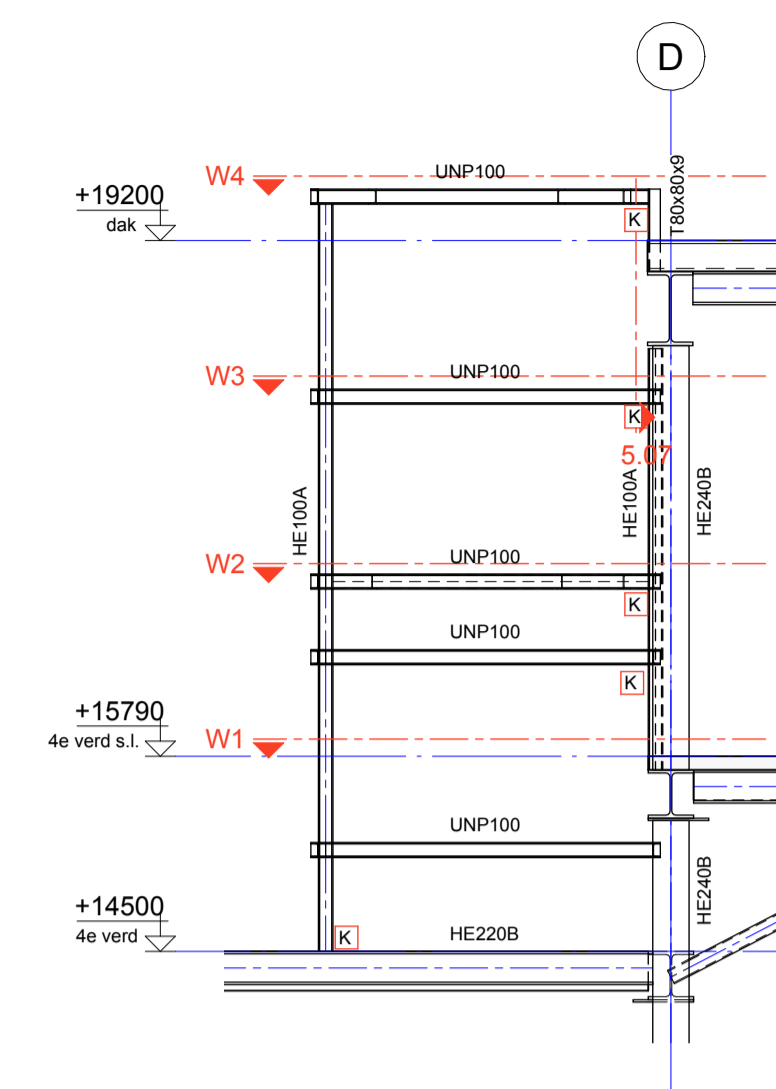 D
T80x80x9
W4
UNP100
+19200
dak
K
W3
UNP100
K
5.07
HE100A
HE100A
HE240B
W2
UNP100
K
UNP100
K
+15790
4e verd s.l.
W1
UNP100
HE240B
+14500
4e verd
K
HE220B